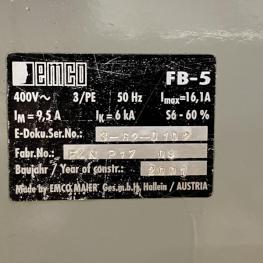 EMCO FB-5
400V~ 3/PE 50 Hz Imax=16,1A
IM = 9,5 A IK = 6 kA S6 - 60 %
E-Doku.Ser.No.:
Fabr.No.:
Baujahr / Year of constr.: 2001
Made by EMCO MAIER Ges.m.b.H. Hallein / AUSTRIA